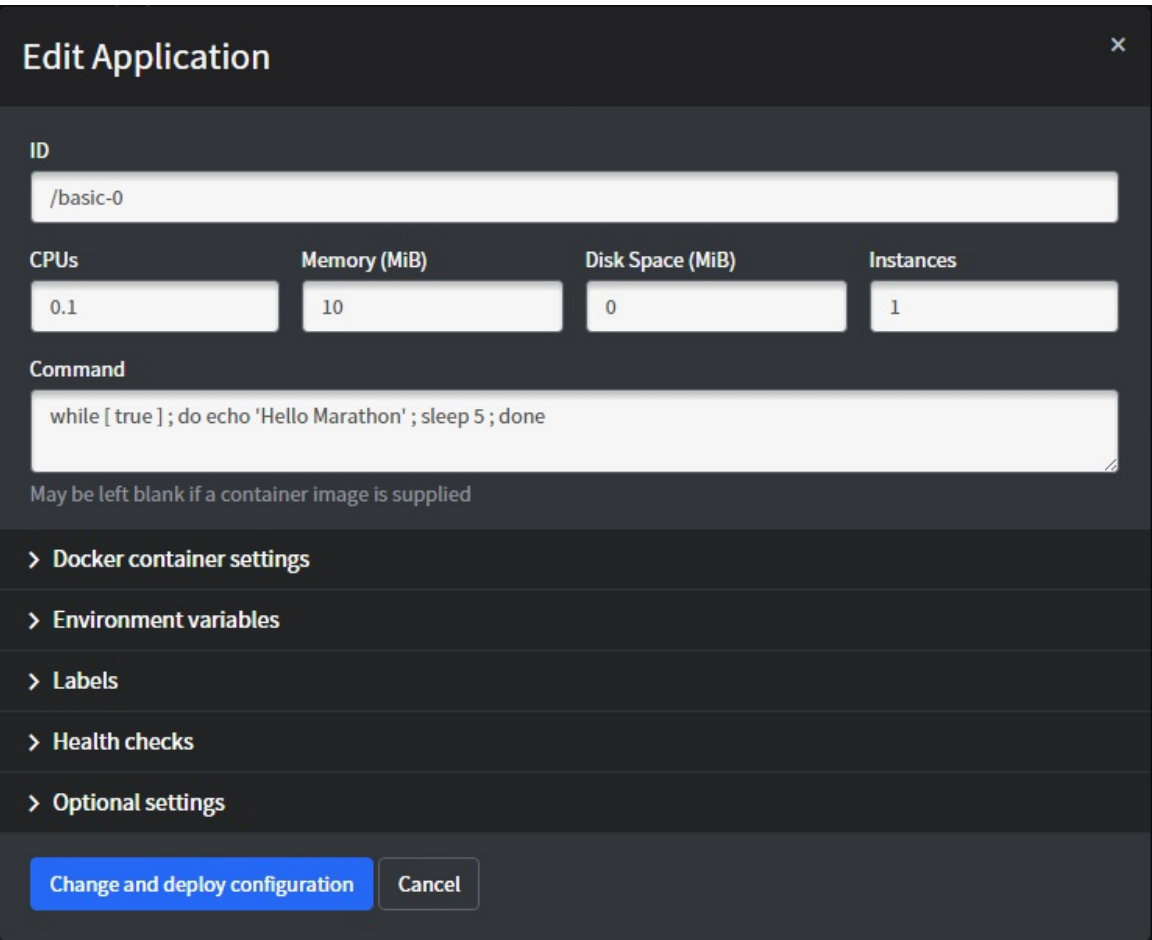 Edit Application
×
ID
/basic-0
CPUs Memory (MiB) Disk Space (MiB) Instances
0.1 10 0 1
Command
while [ true ] ; do echo 'Hello Marathon' ; sleep 5 ; done
May be left blank if a container image is supplied
Docker container settings
Environment variables
Labels
Health checks
Optional settings
Change and deploy configuration Cancel